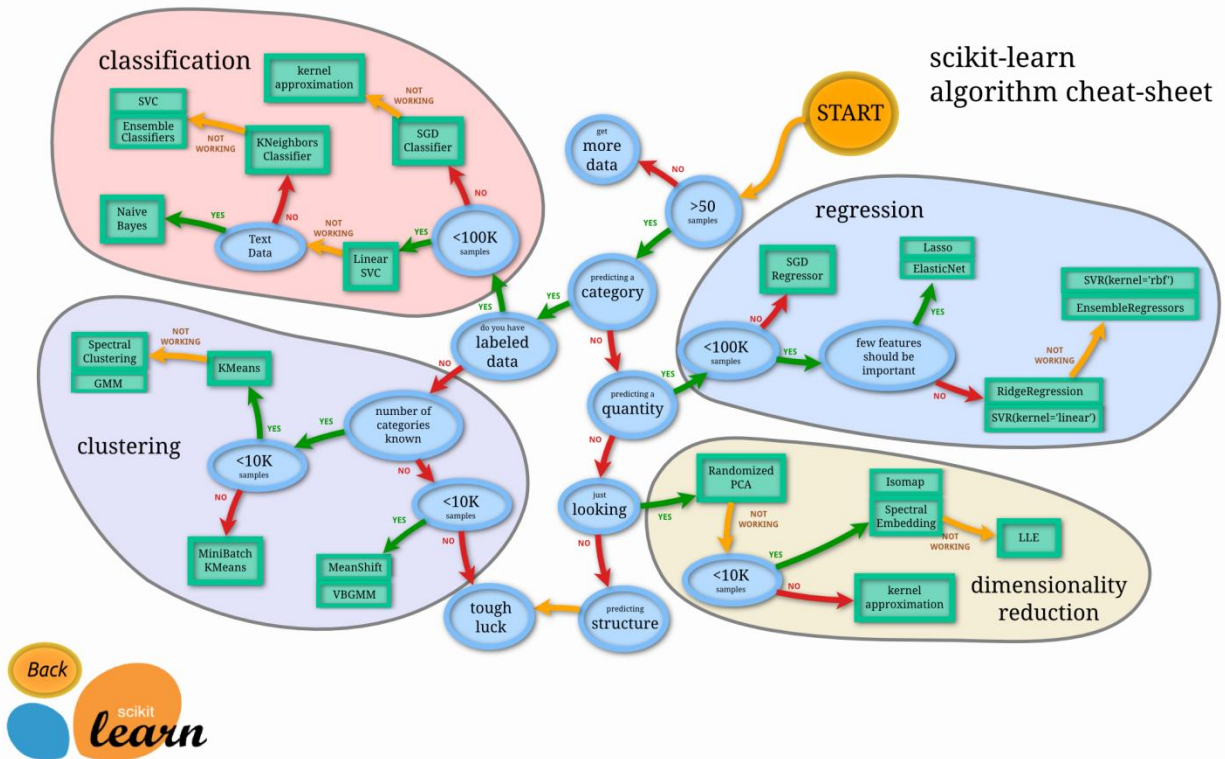 scikit-learn
algorithm cheat-sheet
START
get
more
data
NO
>50
samples
YES
predicting a
category
YES
NO
do you have
labeled
data
YES
NO
predicting a
quantity
YES
NO
just
looking
YES
NO
predicting
structure
tough
luck
classification
kernel
approximation
NOT
WORKING
SVC
Ensemble
Classifiers
NOT
WORKING
KNeighbors
Classifier
SGD
Classifier
NO
Naive
Bayes
YES
Text
Data
NO
NOT
WORKING
Linear
SVC
YES
<100K
samples
regression
SGD
Regressor
NO
<100K
samples
YES
Lasso
ElasticNet
YES
few features
should be
important
NO
SVR(kernel='rbf')
EnsembleRegressors
NOT
WORKING
RidgeRegression
SVR(kernel='linear')
clustering
Spectral
Clustering
GMM
NOT
WORKING
KMeans
YES
number of
categories
known
YES
NO
<10K
samples
NO
MiniBatch
KMeans
<10K
samples
YES
NO
MeanShift
VBGMM
dimensionality
reduction
Randomized
PCA
NOT
WORKING
<10K
samples
YES
NO
Isomap
Spectral
Embedding
NOT
WORKING
LLE
kernel
approximation
Back
scikit
learn